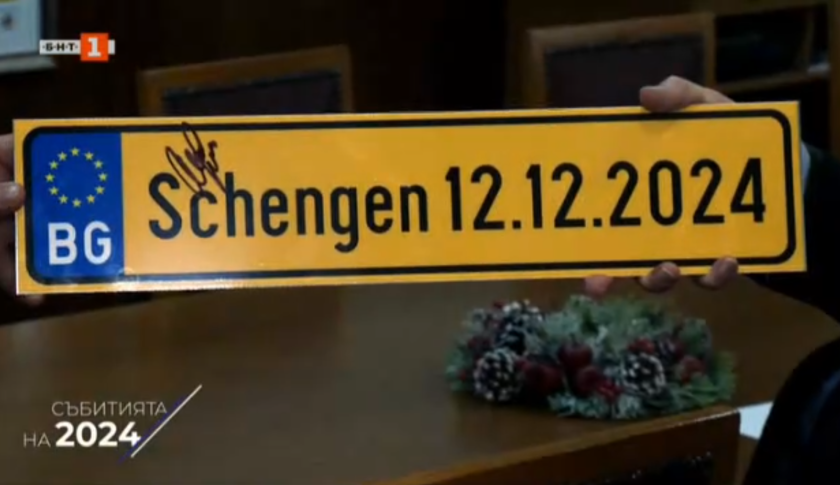 БНТ 1
BG Schengen 12.12.2024
СЪБИТИЯТА
НА 2024